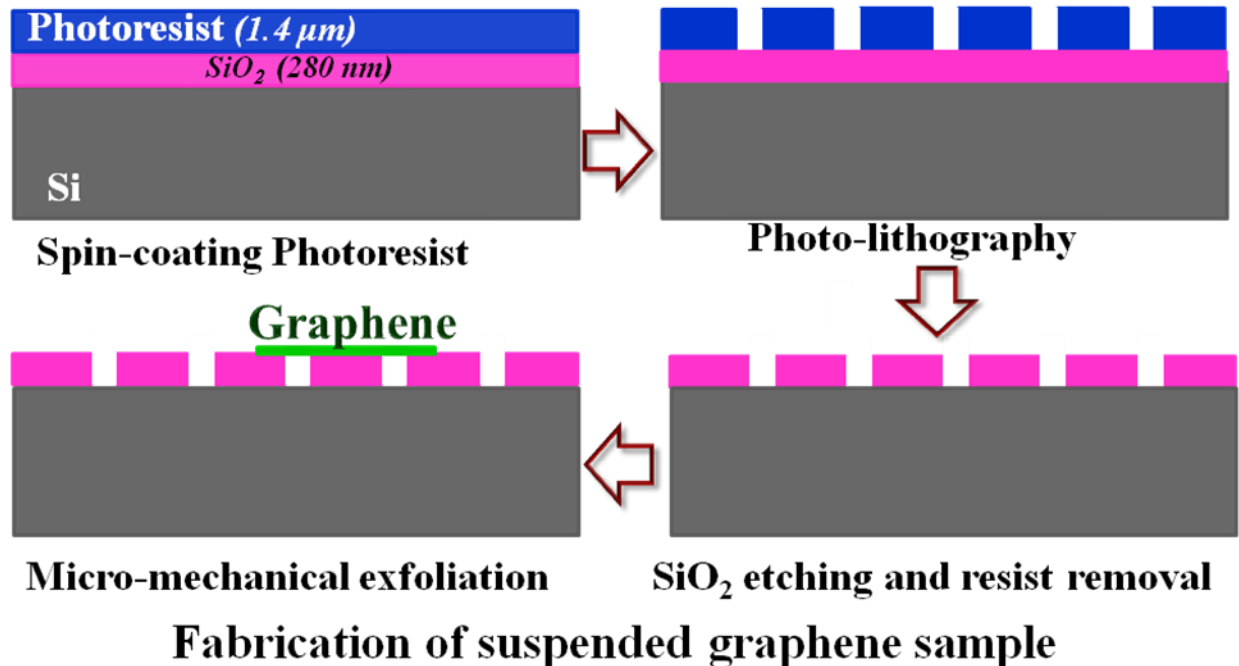 Photoresist (1.4 μm)
SiO₂ (280 nm)
Si
Spin-coating Photoresist
Photo-lithography
Graphene
Micro-mechanical exfoliation
SiO₂ etching and resist removal
Fabrication of suspended graphene sample